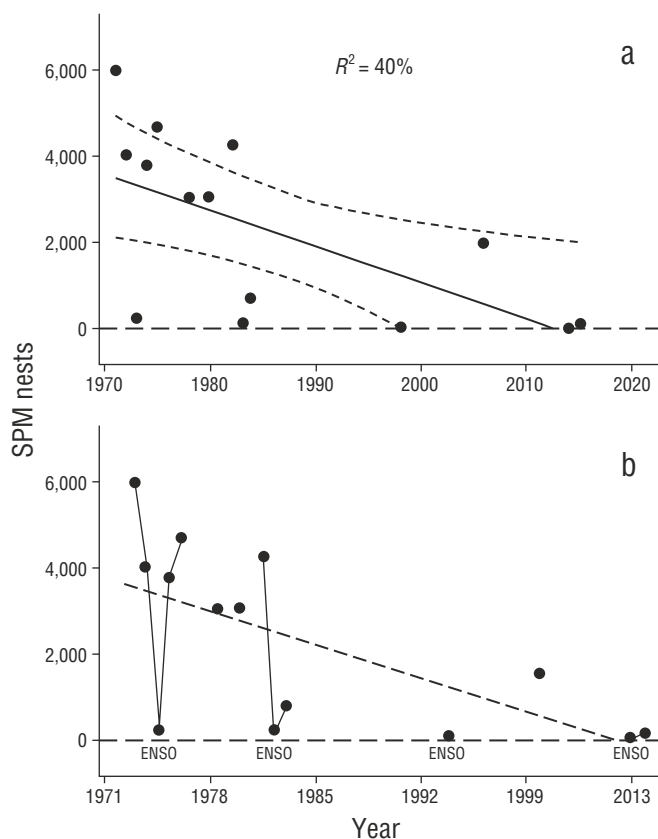 a
R² = 40%
6,000
4,000
2,000
0
1970 1980 1990 2000 2010 2020
SPM nests
b
6,000
4,000
2,000
0
ENSO ENSO ENSO ENSO
1971 1978 1985 1992 1999 2013
Year